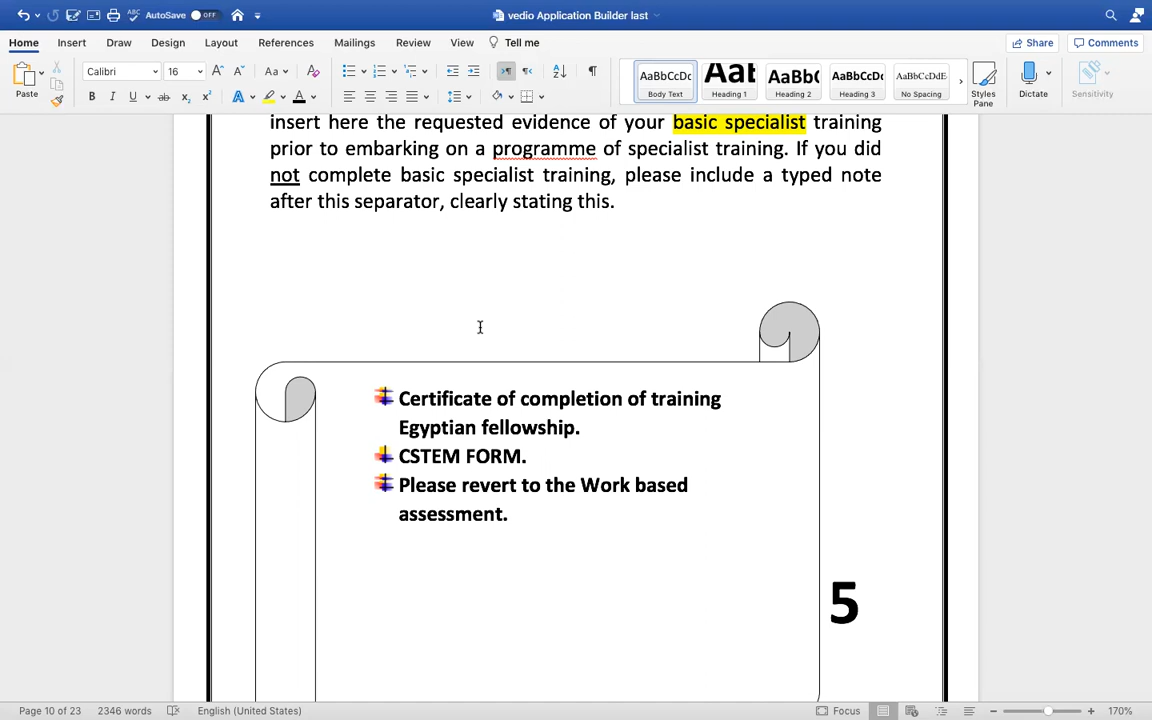 AutoSave OFF
vedio Application Builder last
Home Insert Draw Design Layout References Mailings Review View Tell me Share Comments
Paste Calibri 16 Aa AaBbCcDc Body Text AaBb Heading 1 AaBbC Heading 2 AaBbCcDc Heading 3 AaBbCcDdE No Spacing Styles Pane Dictate Sensitivity
insert here the requested evidence of your basic specialist training
prior to embarking on a programme of specialist training. If you did
not complete basic specialist training, please include a typed note
after this separator, clearly stating this.
Certificate of completion of training
Egyptian fellowship.
CSTEM FORM.
Please revert to the Work based
assessment.
5
Page 10 of 23 2346 words English (United States) Focus 170%